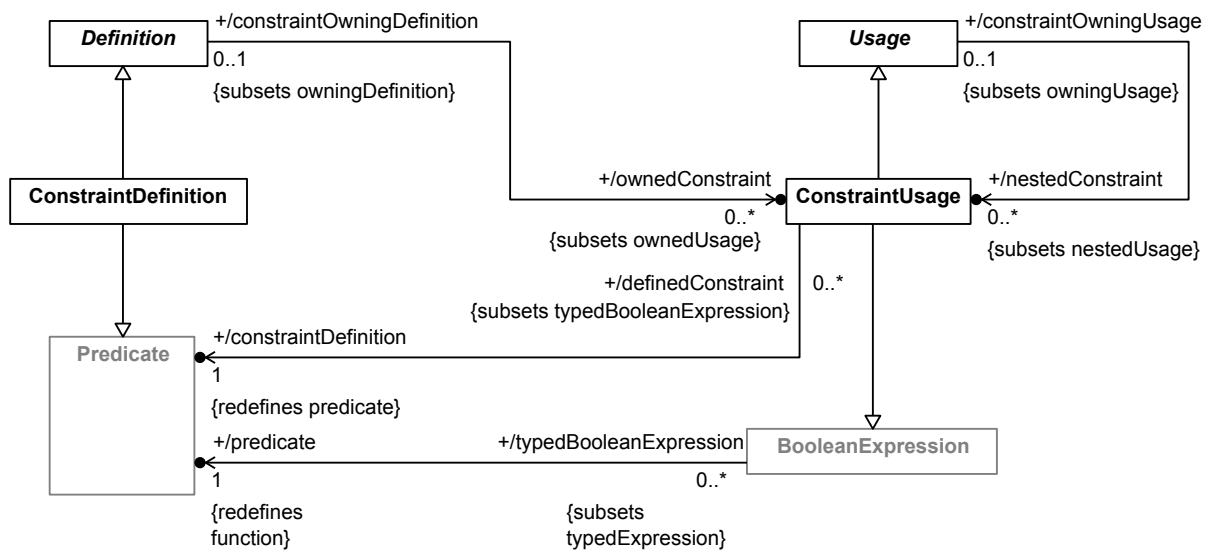 +/constraintOwningDefinition
+/constraintOwningUsage
Definition
Usage
0..1
0..1
{subsets owningDefinition}
{subsets owningUsage}
+/ownedConstraint
+/nestedConstraint
ConstraintDefinition
ConstraintUsage
0..*
0..*
{subsets ownedUsage}
{subsets nestedUsage}
+/definedConstraint
0..*
{subsets typedBooleanExpression}
+/constraintDefinition
Predicate
1
{redefines predicate}
+/predicate
+/typedBooleanExpression
BooleanExpression
1
0..*
{redefines
function}
{subsets
typedExpression}